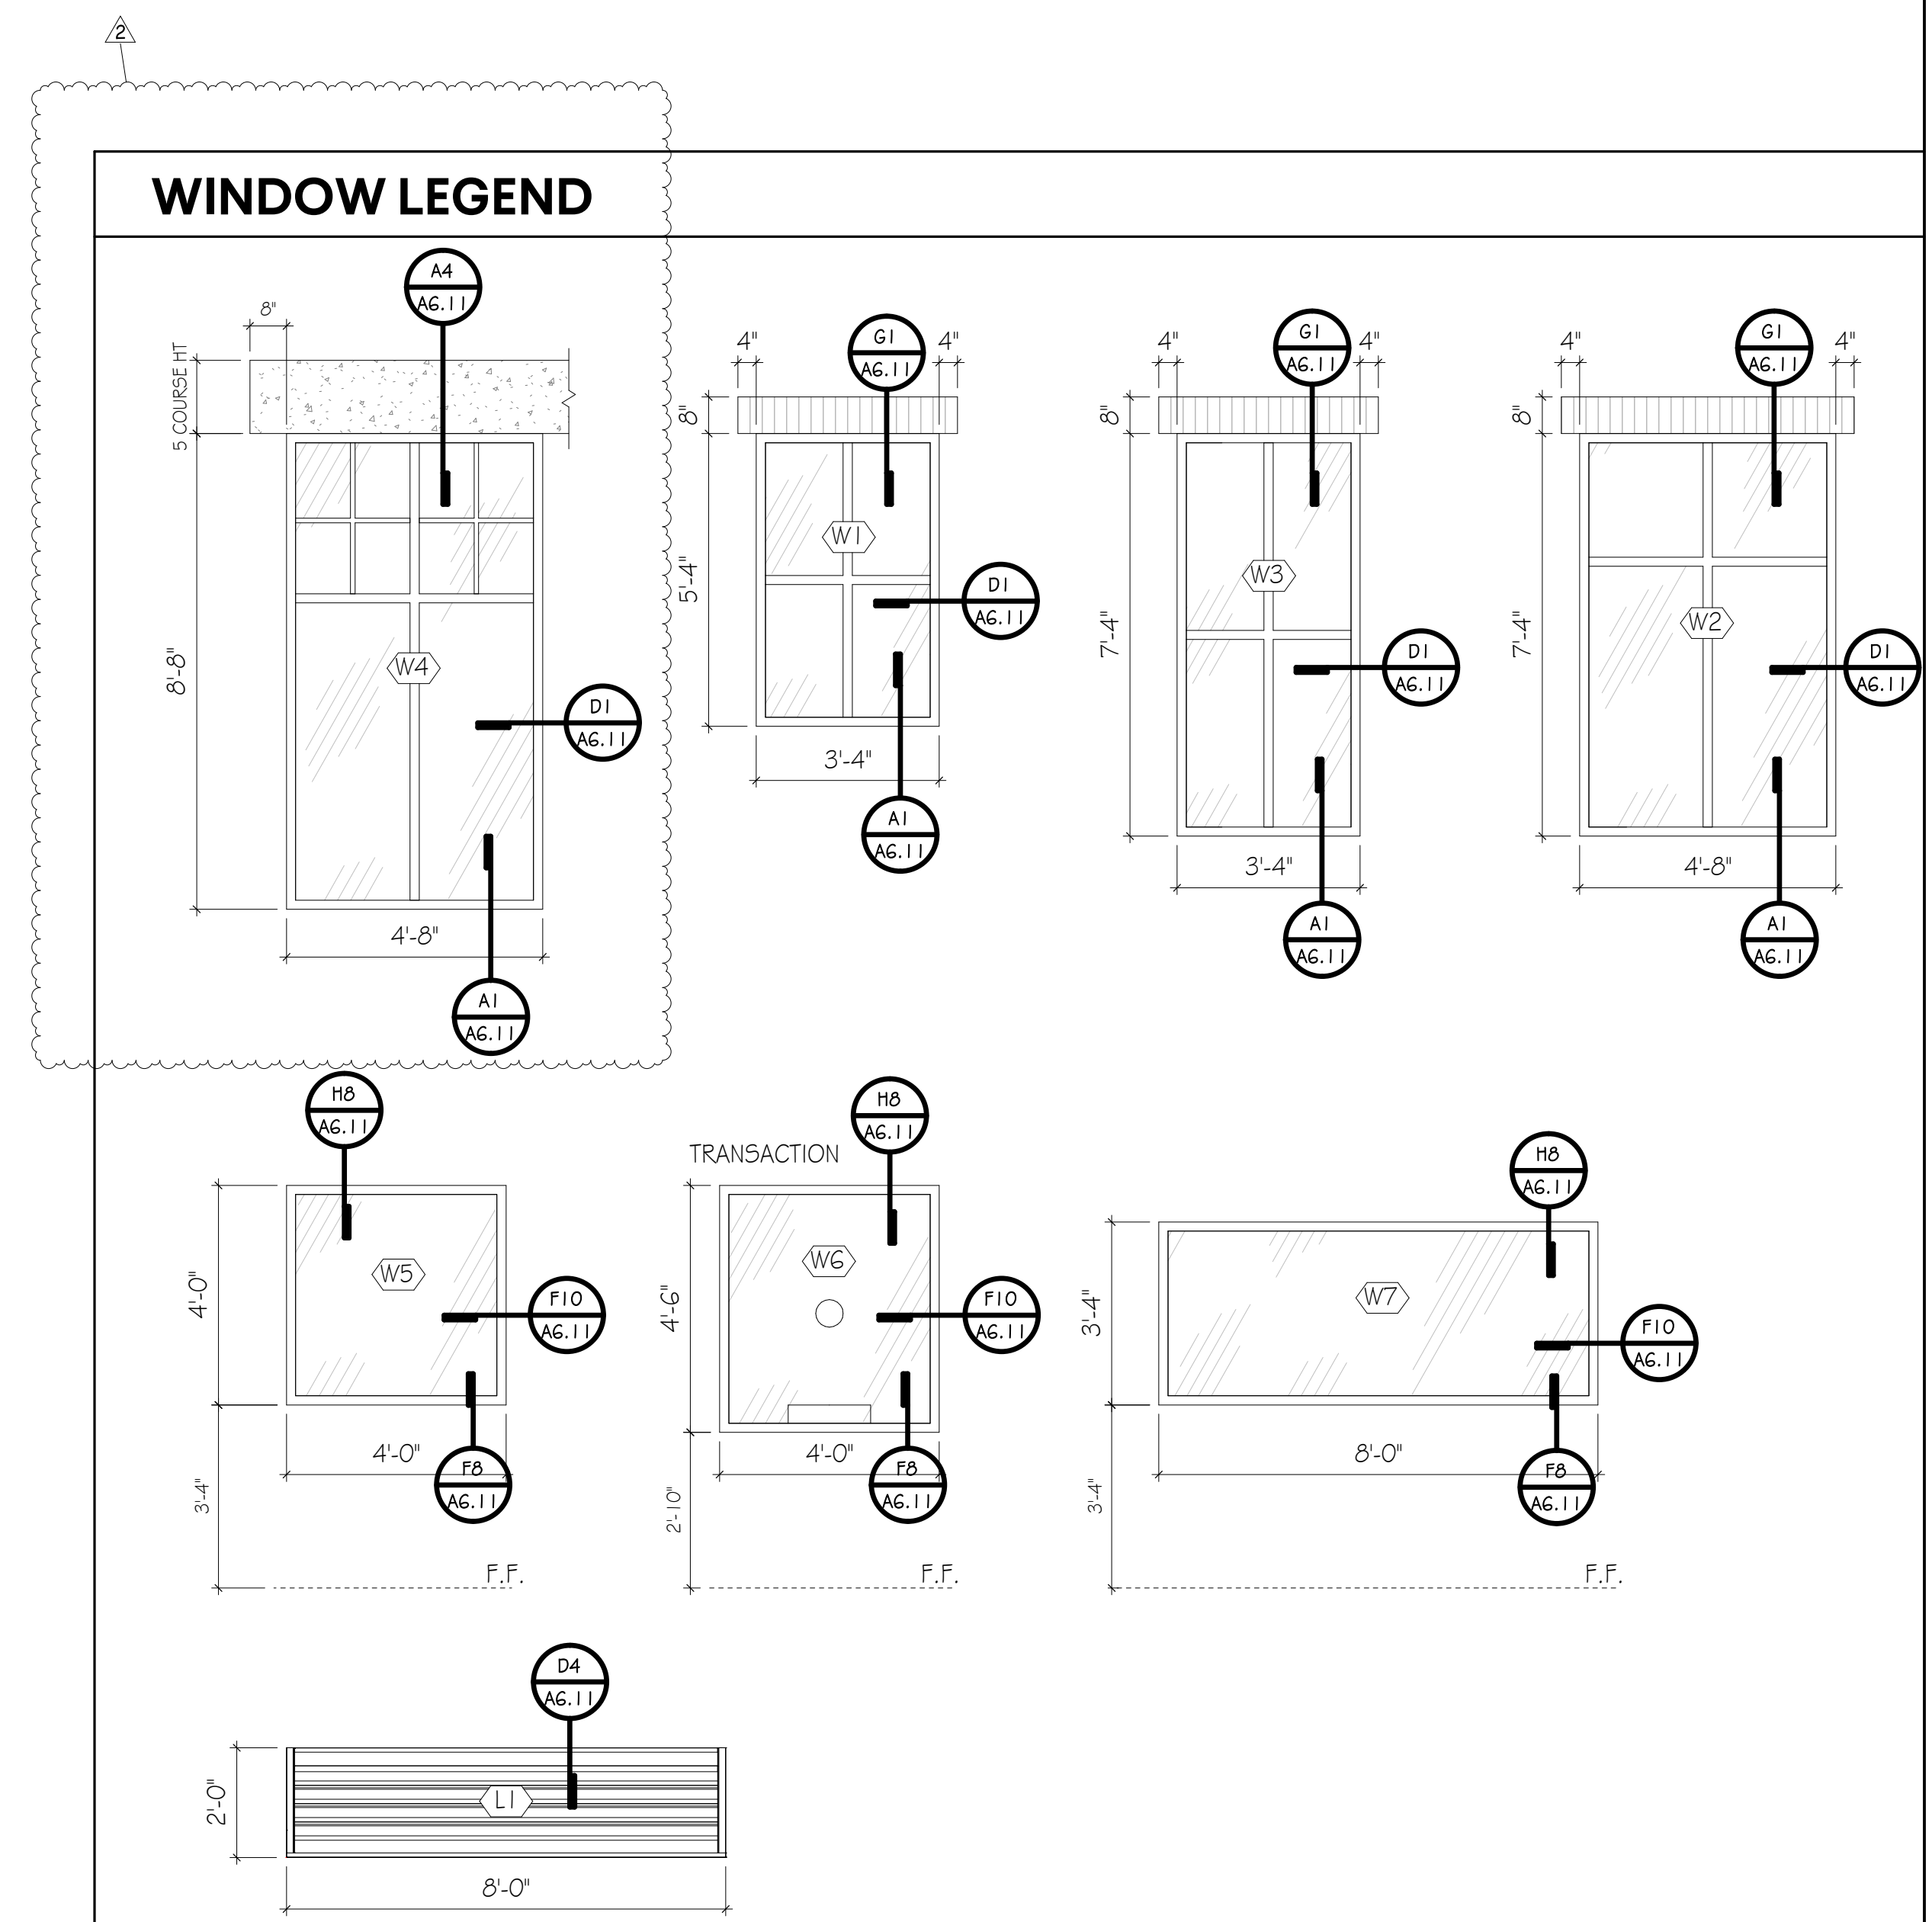 2
WINDOW LEGEND
A4
A6.11
8"
5 COURSE HT
8'-8"
W4
D1
A6.11
4'-8"
A1
A6.11
4"
G1
A6.11
4"
8"
W1
5'-4"
D1
A6.11
3'-4"
A1
A6.11
4"
G1
A6.11
4"
8"
W3
7'-4"
D1
A6.11
3'-4"
A1
A6.11
4"
G1
A6.11
4"
8"
W2
7'-4"
D1
A6.11
4'-8"
A1
A6.11
H8
A6.11
W5
4'-0"
F10
A6.11
4'-0"
F8
A6.11
3'-4"
F.F.
TRANSACTION
H8
A6.11
W6
4'-6"
F10
A6.11
4'-0"
F8
A6.11
2'-10"
F.F.
H8
A6.11
W7
3'-4"
F10
A6.11
8'-0"
F8
A6.11
3'-4"
F.F.
D4
A6.11
L1
2'-0"
8'-0"